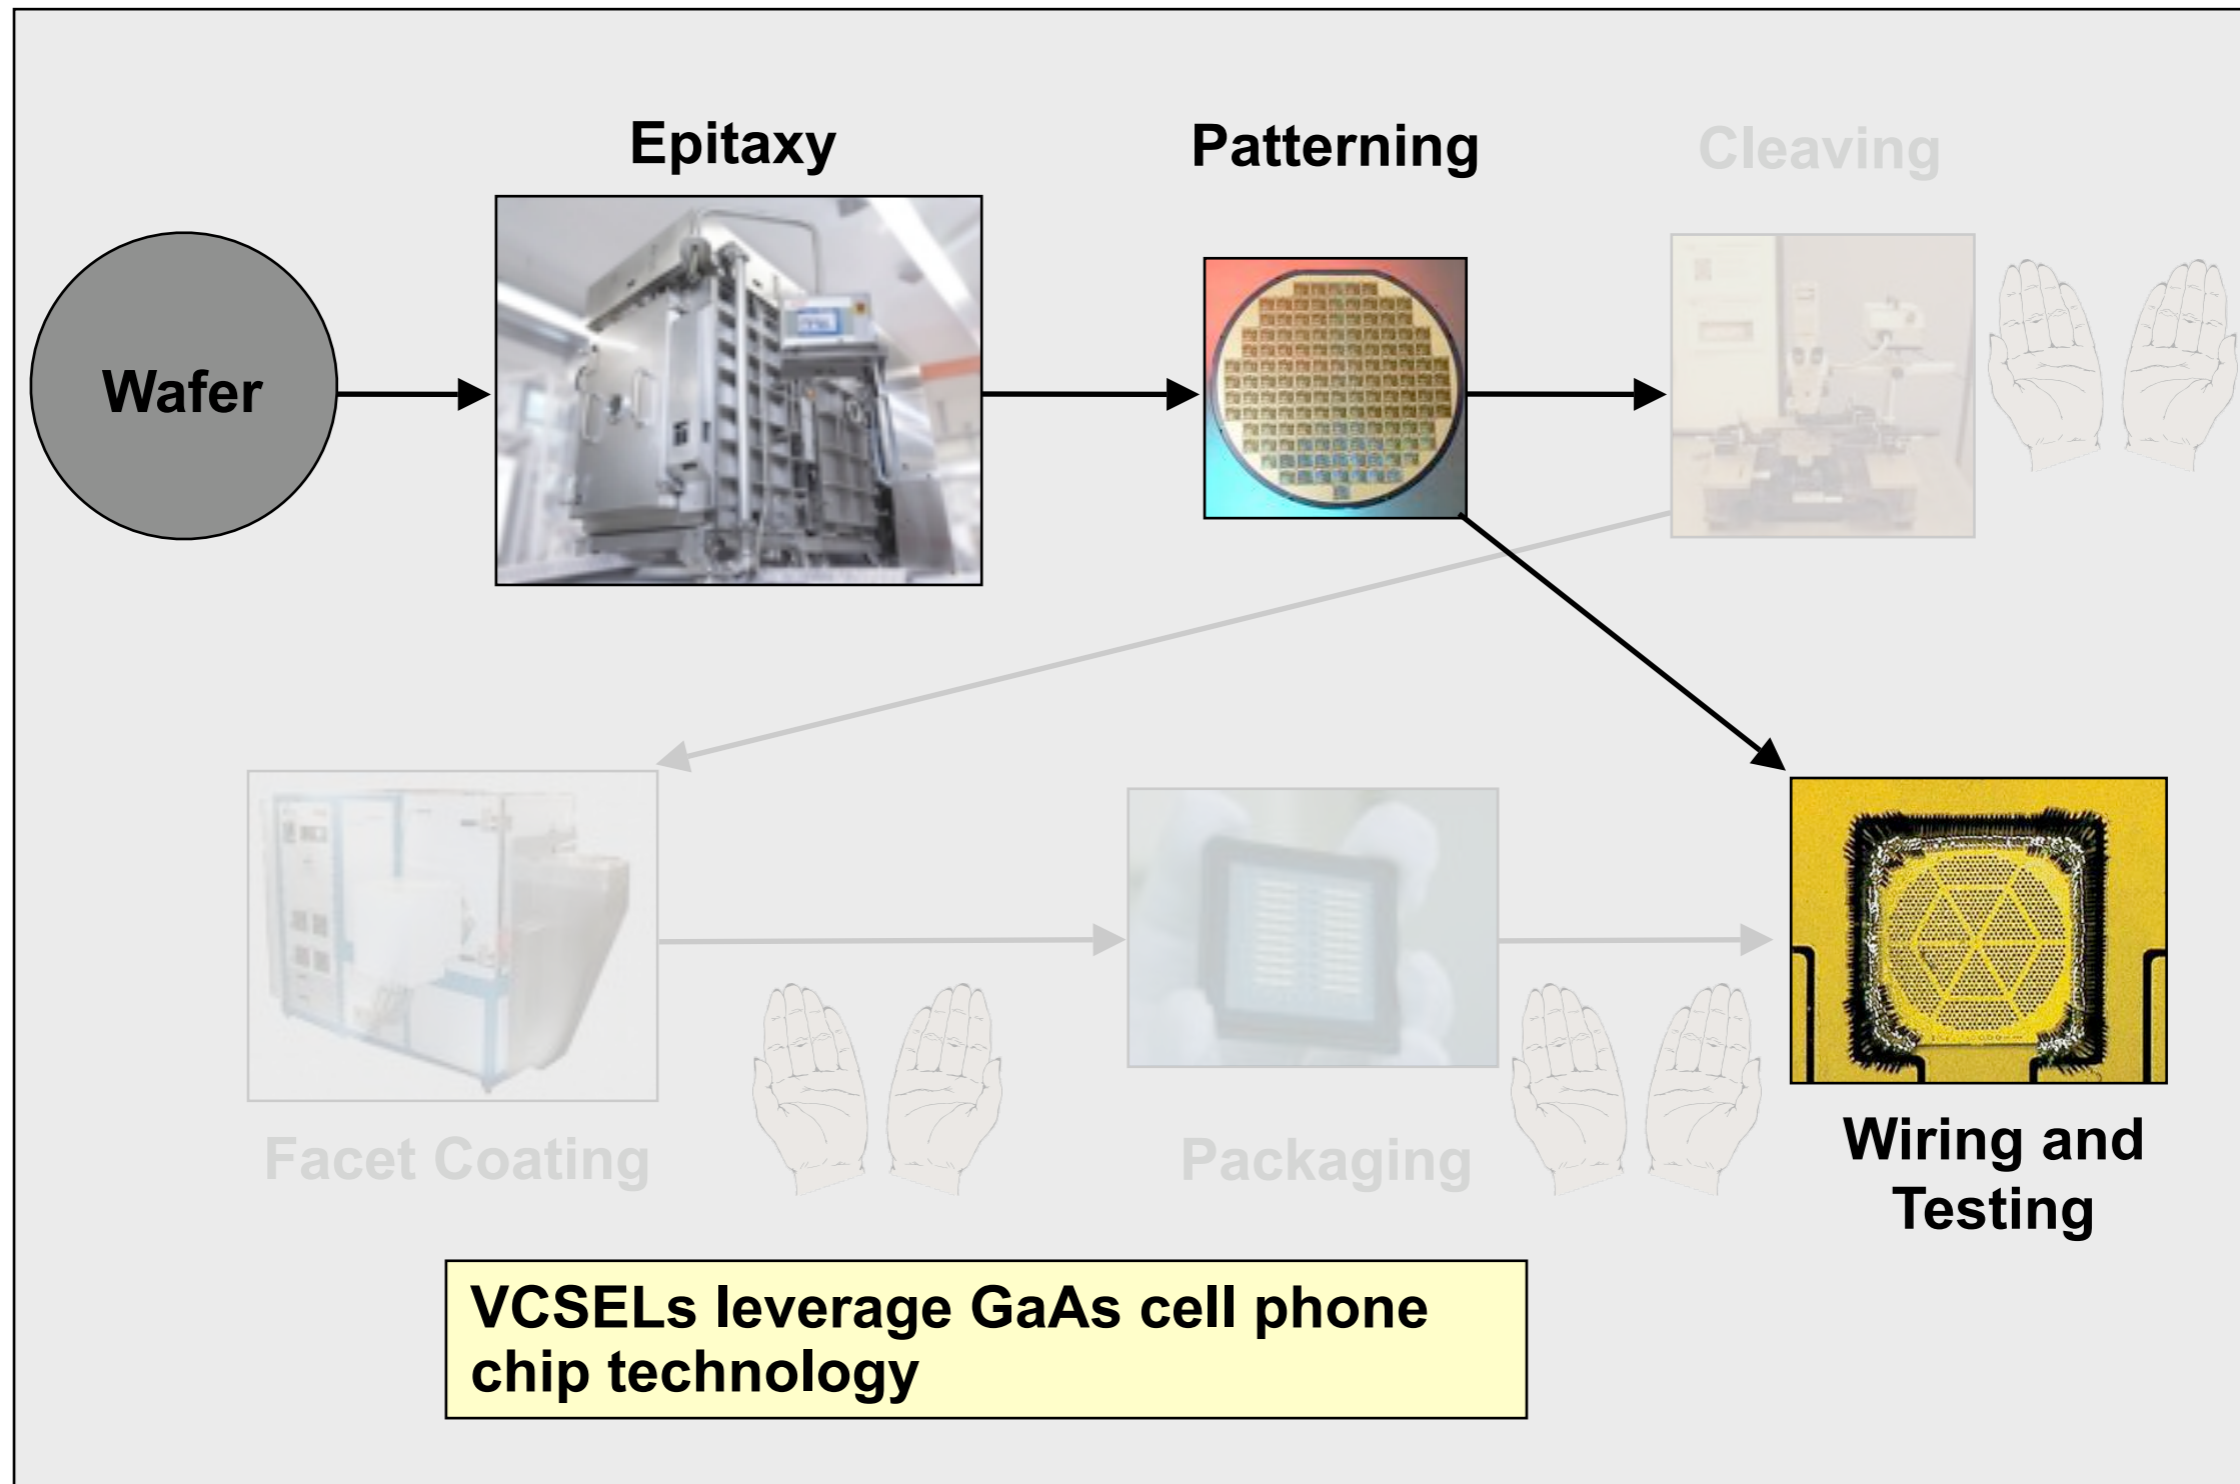 Epitaxy
Patterning
Cleaving
Wafer
Facet Coating
Packaging
Wiring and
Testing
VCSELs leverage GaAs cell phone
chip technology